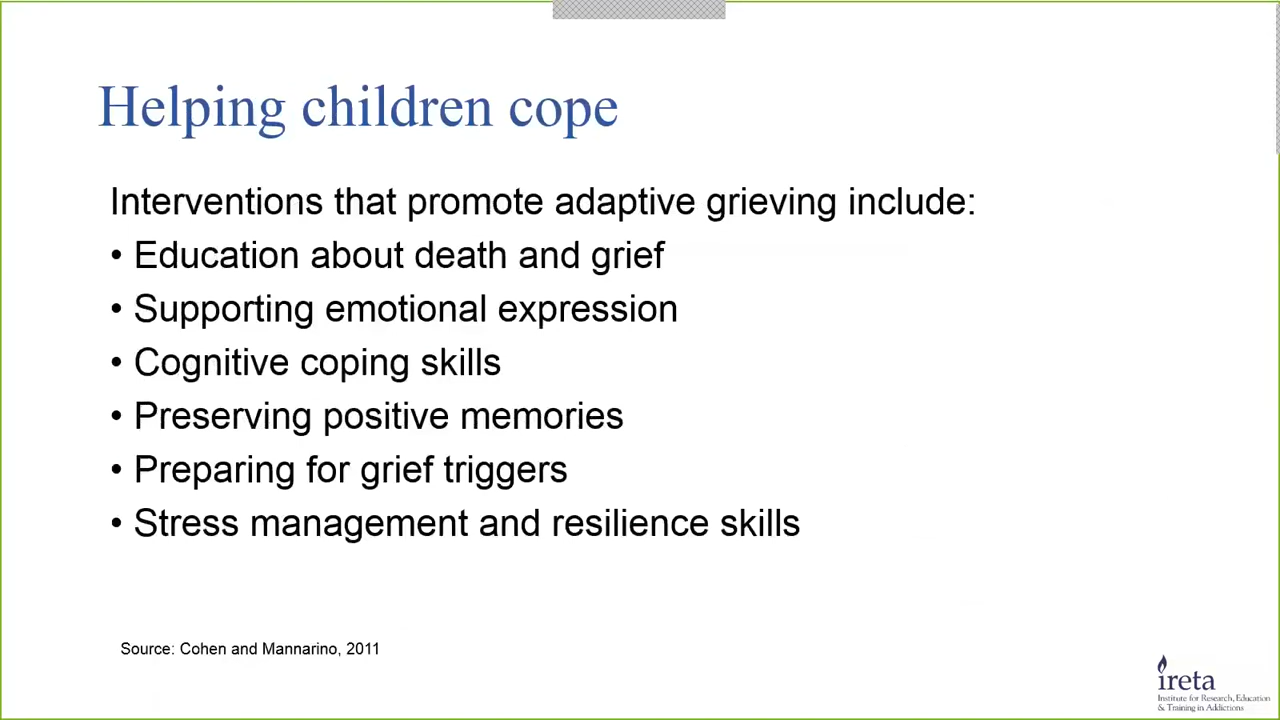 Helping children cope
Interventions that promote adaptive grieving include:
• Education about death and grief
• Supporting emotional expression
• Cognitive coping skills
• Preserving positive memories
• Preparing for grief triggers
• Stress management and resilience skills
Source: Cohen and Mannarino, 2011
ireta
Institute for Research, Education
& Training in Addictions